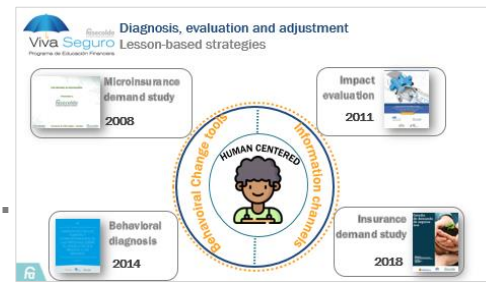 Fasecolda
Diagnosis, evaluation and adjustment
Viva Seguro
Lesson-based strategies
Programa de Educación Financiera
Microinsurance
demand study
2008
Impact
evaluation
2011
HUMAN CENTERED
Behavioral Change tools
Information channels
Behavioral
diagnosis
2014
Insurance
demand study
2018